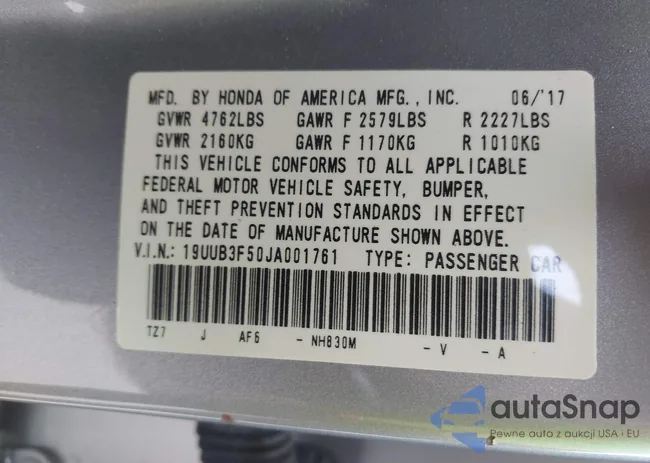 MFD. BY HONDA OF AMERICA MFG., INC. 06/'17
GVWR 4762LBS GAWR F 2579LBS R 2227LBS
GVWR 2160KG GAWR F 1170KG R 1010KG
THIS VEHICLE CONFORMS TO ALL APPLICABLE
FEDERAL MOTOR VEHICLE SAFETY, BUMPER,
AND THEFT PREVENTION STANDARDS IN EFFECT
ON THE DATE OF MANUFACTURE SHOWN ABOVE.
V.I.N.: 19UUB3F50JA001761 TYPE: PASSENGER CAR
TZ7 J AF6 - NH830M - V - A
autaSnap
Pewne auto z aukcji USA i EU